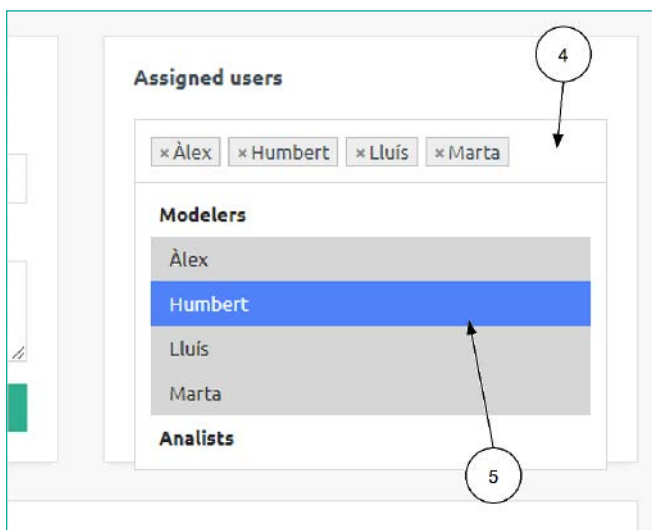 4
Assigned users
×Àlex ×Humbert ×Lluís ×Marta
Modelers
Àlex
Humbert
Lluís
Marta
Analists
5